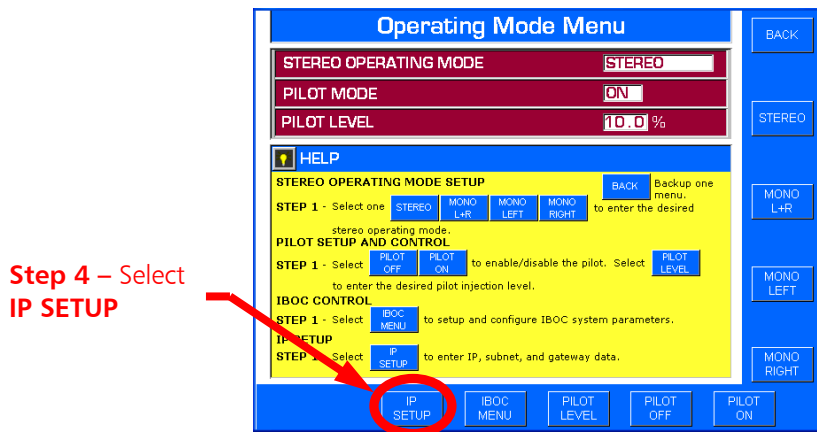 Operating Mode Menu
STEREO OPERATING MODE STEREO
PILOT MODE ON
PILOT LEVEL 10.0 %
HELP
STEREO OPERATING MODE SETUP BACK Backup one menu.
STEP 1 - Select one STEREO MONO L+R MONO LEFT MONO RIGHT to enter the desired
stereo operating mode.
PILOT SETUP AND CONTROL
STEP 1 - Select PILOT OFF PILOT ON to enable/disable the pilot. Select PILOT LEVEL
to enter the desired pilot injection level.
IBOC CONTROL
STEP 1 - Select IBOC MENU to setup and configure IBOC system parameters.
IP SETUP
STEP 1 Select IP SETUP to enter IP, subnet, and gateway data.
BACK
STEREO
MONO
L+R
MONO
LEFT
MONO
RIGHT
IP SETUP IBOC MENU PILOT LEVEL PILOT OFF PILOT ON
Step 4 – Select
IP SETUP